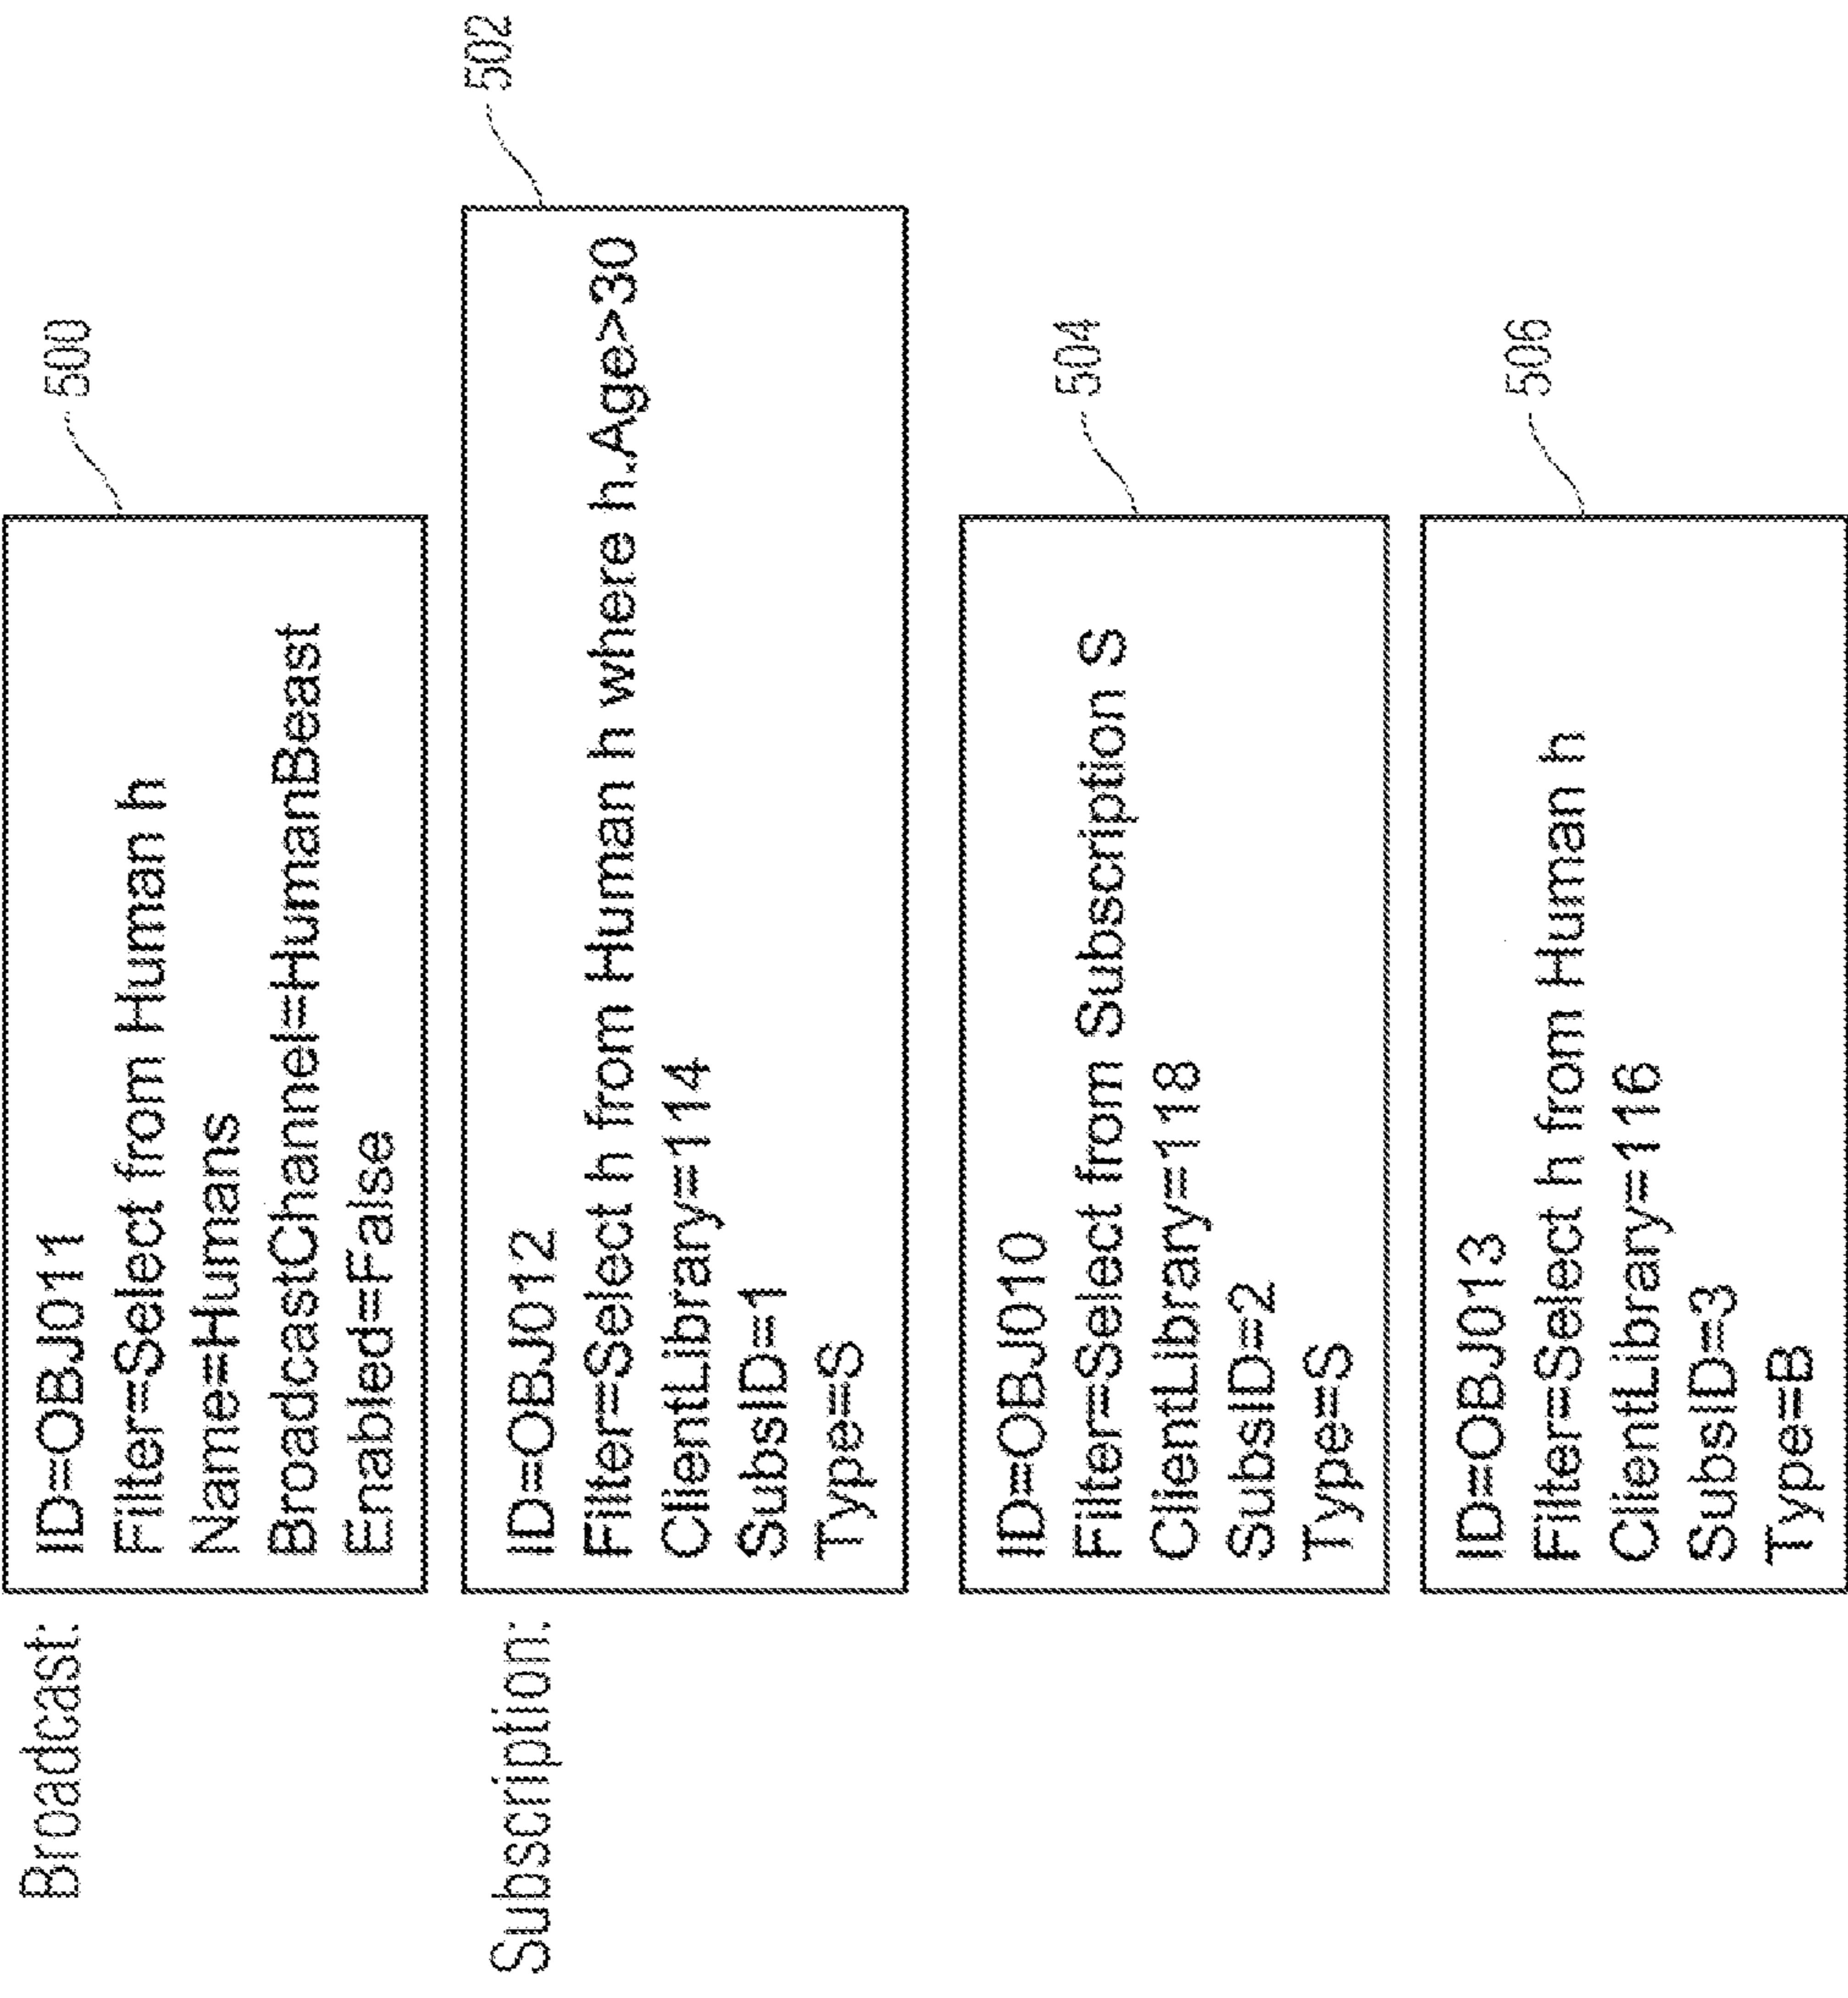 Broadcast:
ID=OBJ011
Filter=Select from Human h
Name=Humans
BroadcastChannel=HumanBeast
Enabled=False
500
Subscription:
ID=OBJ012
Filter=Select h from Human h where h.Age>30
ClientLibrary=114
SubsID=1
Type=S
502
ID=OBJ010
Filter=Select from Subscription S
ClientLibrary=118
SubsID=2
Type=S
504
ID=OBJ013
Filter=Select h from Human h
ClientLibrary=116
SubsID=3
Type=B
506